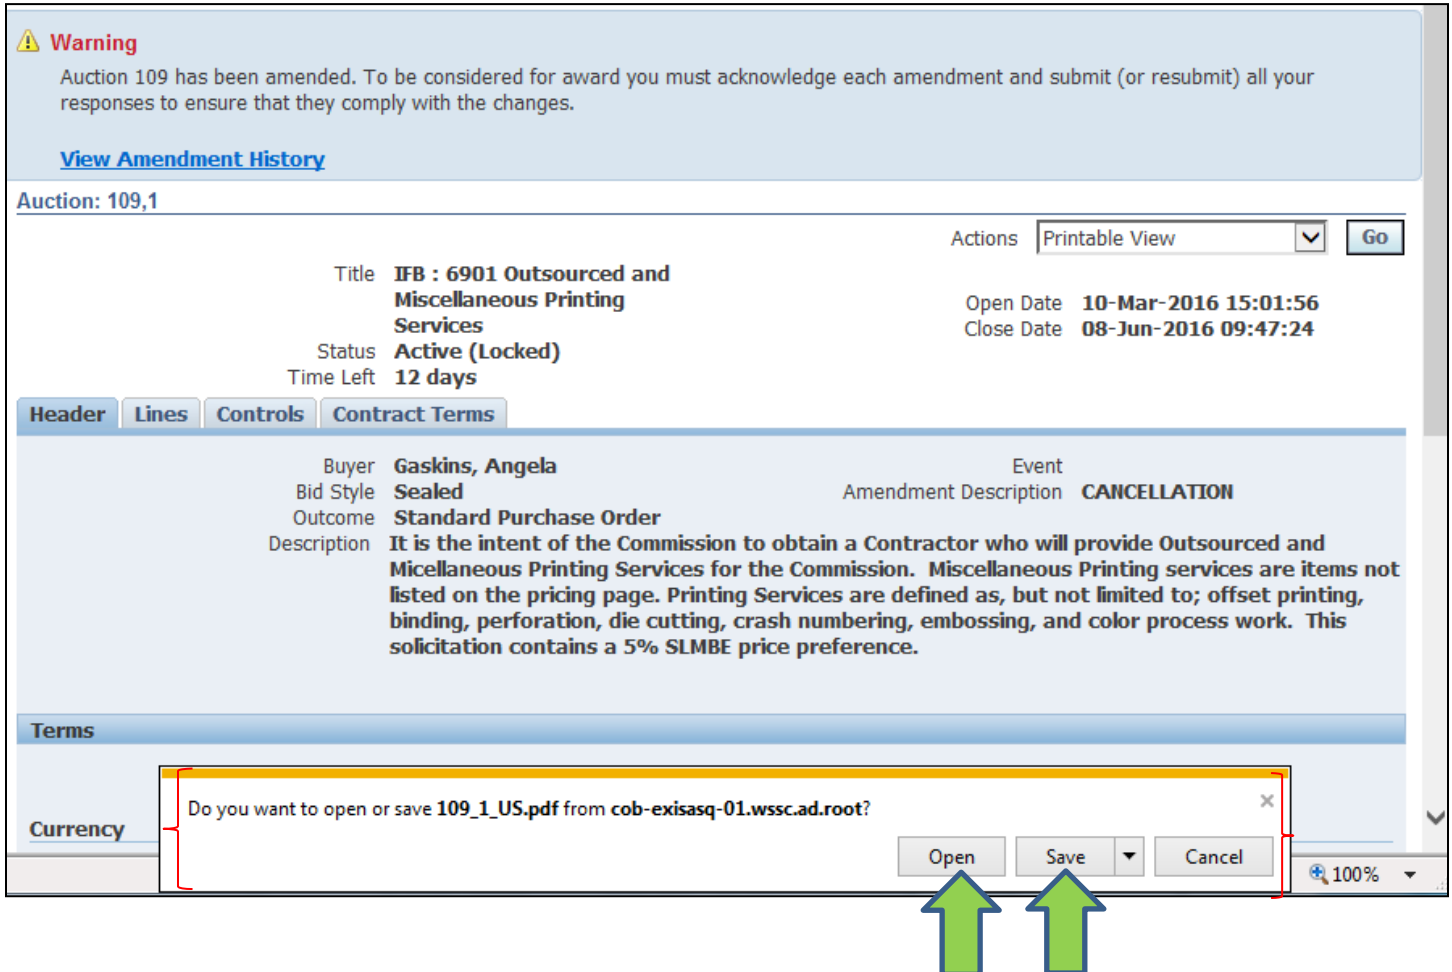 Warning
Auction 109 has been amended. To be considered for award you must acknowledge each amendment and submit (or resubmit) all your
responses to ensure that they comply with the changes.
View Amendment History
Auction: 109,1
Actions Printable View Go
Title IFB : 6901 Outsourced and
Miscellaneous Printing
Services
Open Date 10-Mar-2016 15:01:56
Close Date 08-Jun-2016 09:47:24
Status Active (Locked)
Time Left 12 days
Header Lines Controls Contract Terms
Buyer Gaskins, Angela
Event
Bid Style Sealed
Amendment Description CANCELLATION
Outcome Standard Purchase Order
Description It is the intent of the Commission to obtain a Contractor who will provide Outsourced and
Micellaneous Printing Services for the Commission. Miscellaneous Printing services are items not
listed on the pricing page. Printing Services are defined as, but not limited to; offset printing,
binding, perforation, die cutting, crash numbering, embossing, and color process work. This
solicitation contains a 5% SLMBE price preference.
Terms
Currency
Do you want to open or save 109_1_US.pdf from cob-exisasq-01.wssc.ad.root?
Open Save Cancel
100%